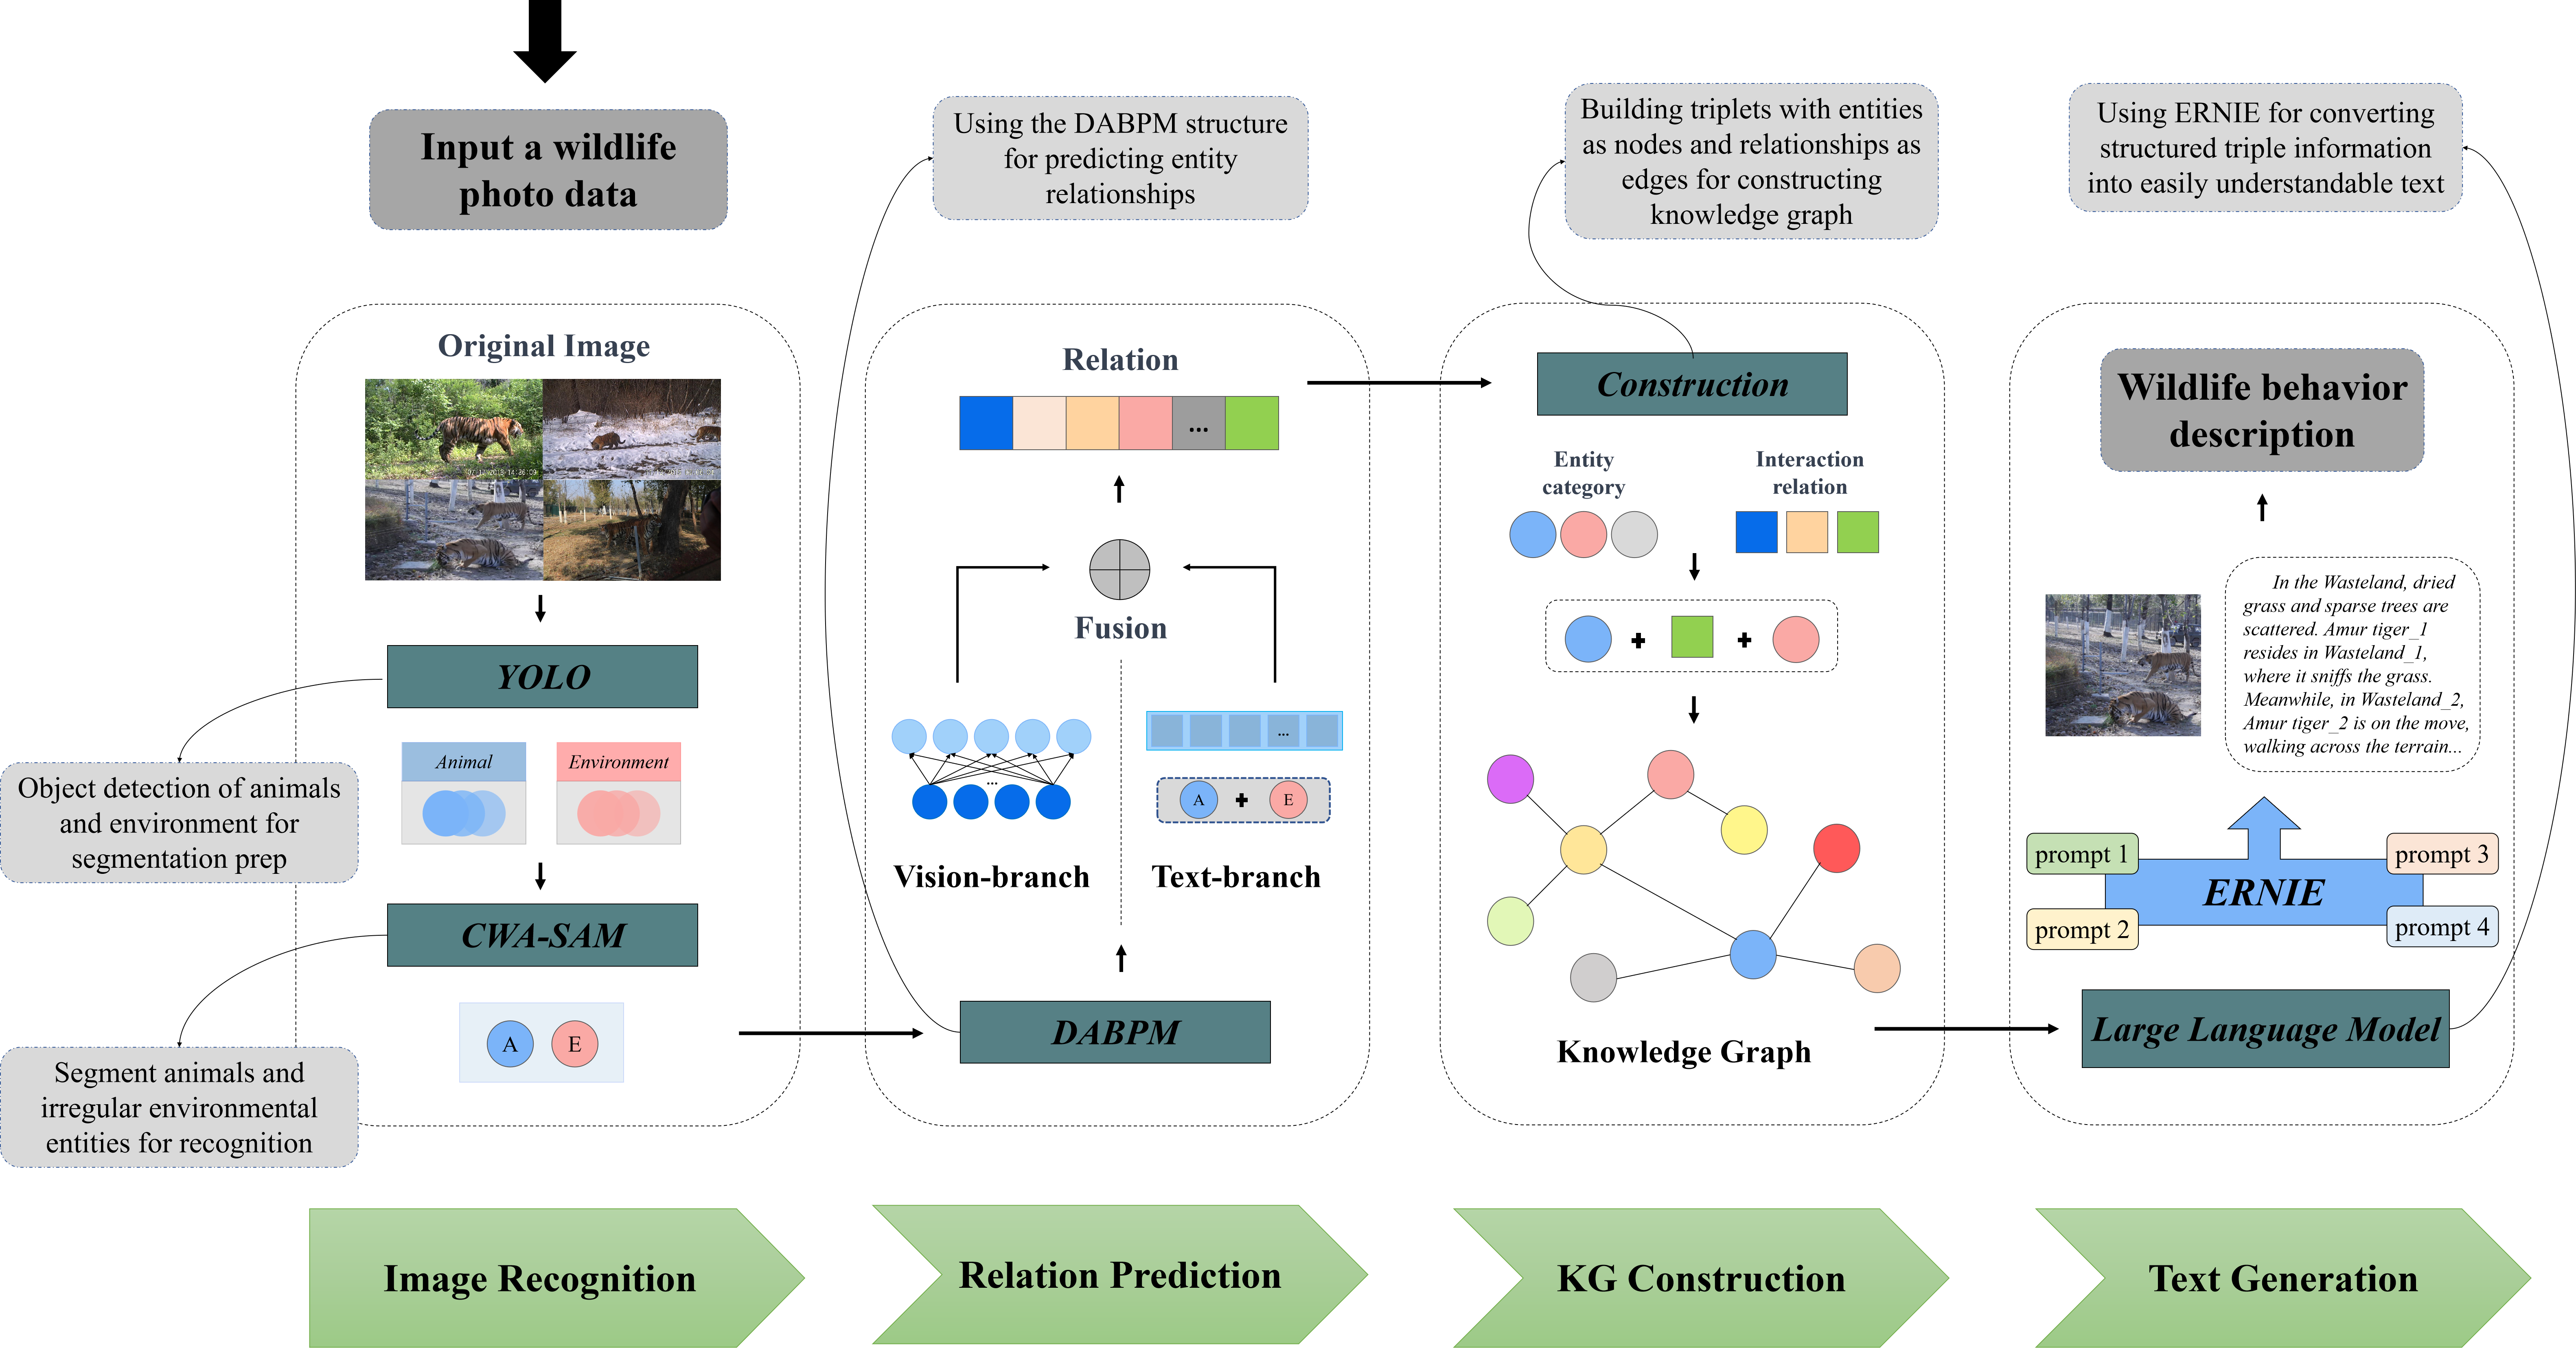 Input a wildlife
photo data
Original Image
YOLO
Animal
Environment
CWA-SAM
A
E
Object detection of animals
and environment for
segmentation prep
Segment animals and
irregular environmental
entities for recognition
Image Recognition
Using the DABPM structure
for predicting entity
relationships
Relation
...
Fusion
...
...
A
E
Vision-branch
Text-branch
DABPM
Relation Prediction
Building triplets with entities
as nodes and relationships as
edges for constructing
knowledge graph
Construction
Entity
category
Interaction
relation
Knowledge Graph
KG Construction
Using ERNIE for converting
structured triple information
into easily understandable text
Wildlife behavior
description
In the Wasteland, dried
grass and sparse trees are
scattered. Amur tiger_1
resides in Wasteland_1,
where it sniffs the grass.
Meanwhile, in Wasteland_2,
Amur tiger_2 is on the move,
walking across the terrain...
prompt 1
prompt 3
ERNIE
prompt 2
prompt 4
Large Language Model
Text Generation